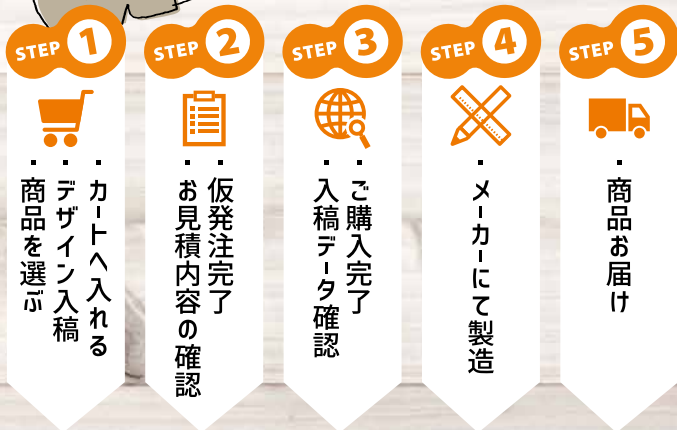 STEP 1
・カートへ入れる
・デザイン入稿
・商品を選ぶ
STEP 2
・仮発注完了
・お見積内容の確認
STEP 3
・ご購入完了
・入稿データ確認
STEP 4
・メーカーにて製造
STEP 5
・商品お届け